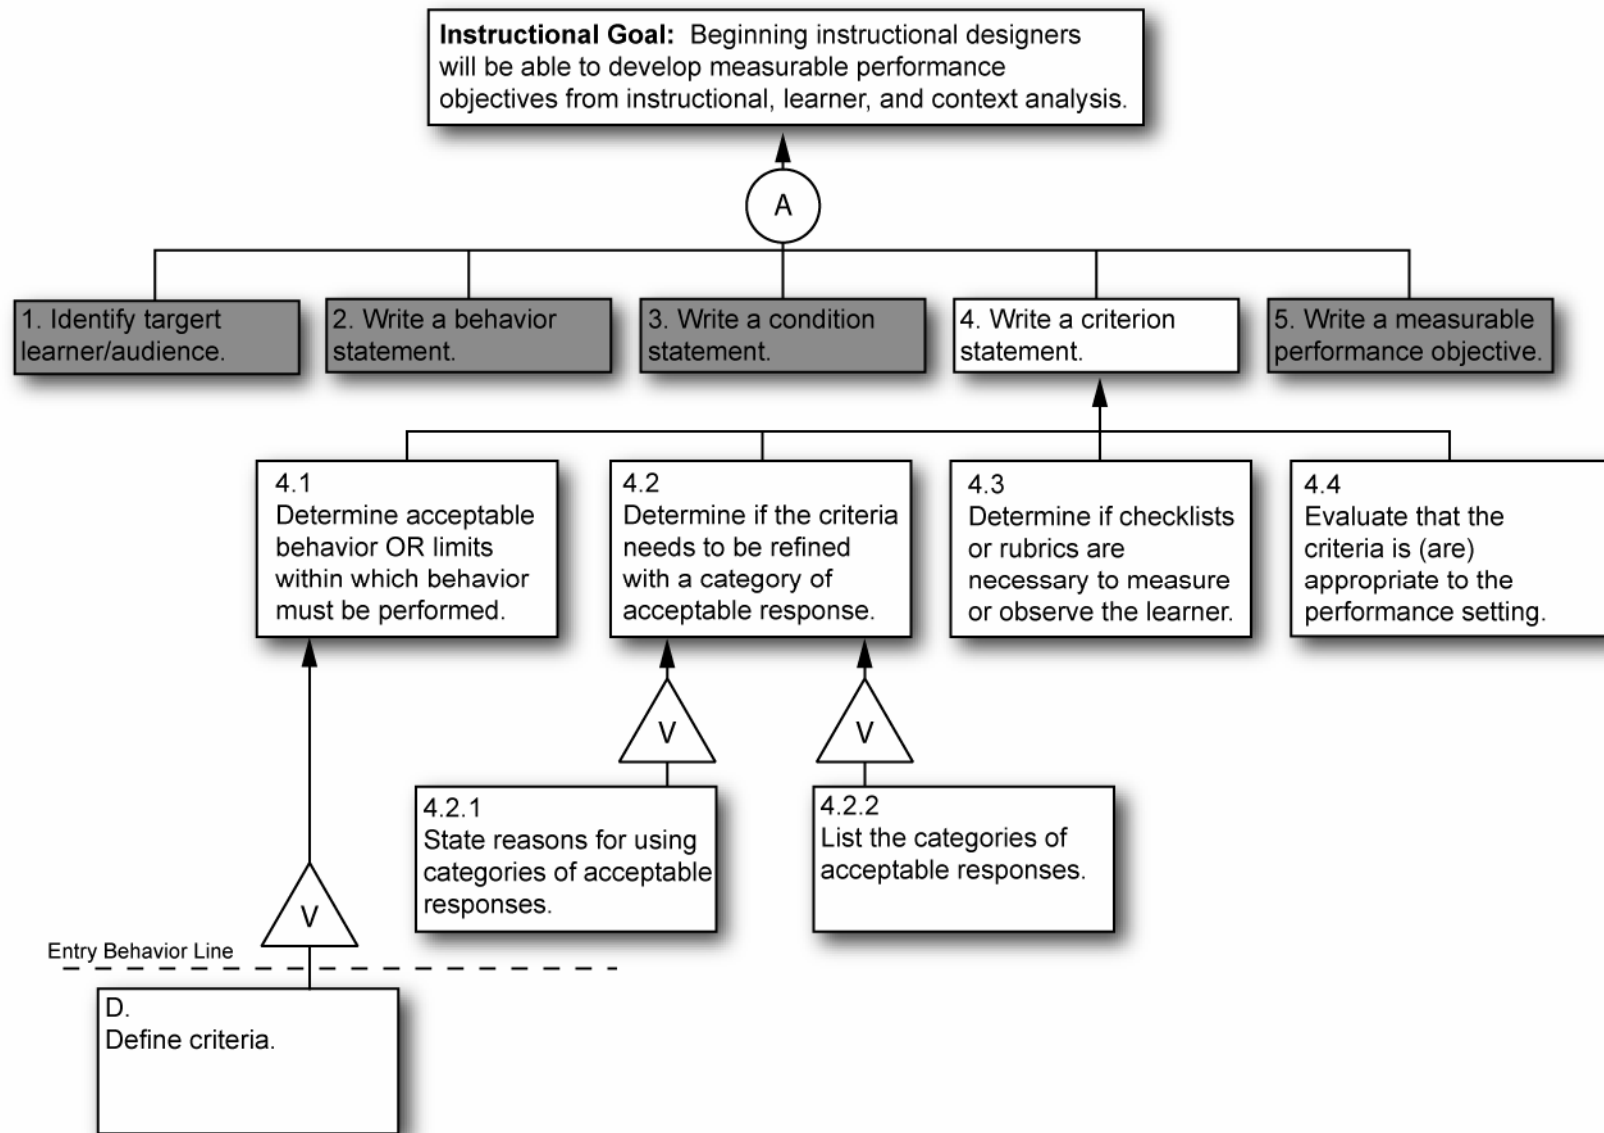 Instructional Goal: Beginning instructional designers
will be able to develop measurable performance
objectives from instructional, learner, and context analysis.
A
1. Identify targert
learner/audience.
2. Write a behavior
statement.
3. Write a condition
statement.
4. Write a criterion
statement.
5. Write a measurable
performance objective.
4.1
Determine acceptable
behavior OR limits
within which behavior
must be performed.
4.2
Determine if the criteria
needs to be refined
with a category of
acceptable response.
4.3
Determine if checklists
or rubrics are
necessary to measure
or observe the learner.
4.4
Evaluate that the
criteria is (are)
appropriate to the
performance setting.
V
V
4.2.1
State reasons for using
categories of acceptable
responses.
4.2.2
List the categories of
acceptable responses.
V
Entry Behavior Line
D.
Define criteria.